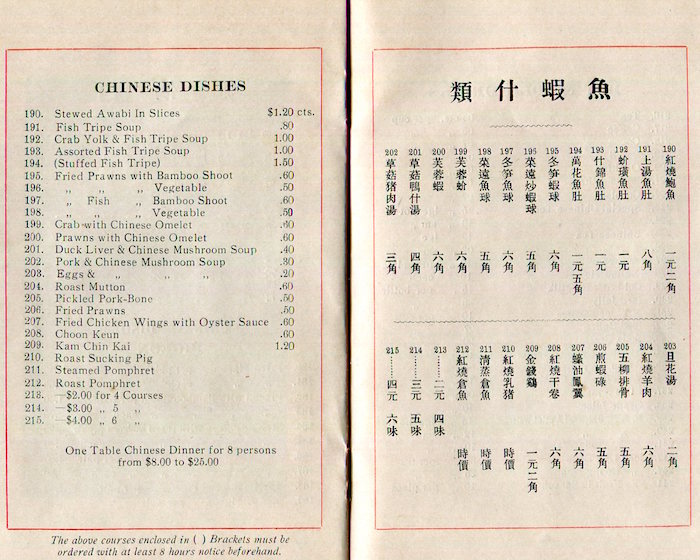 CHINESE DISHES
190. Stewed Awabi In Slices $1.20 cts.
191. Fish Tripe Soup .80
192. Crab Yolk & Fish Tripe Soup 1.00
193. Assorted Fish Tripe Soup 1.00
194. (Stuffed Fish Tripe) 1.50
195. Fried Prawns with Bamboo Shoot .60
196. „ „ „ Vegetable .50
197. „ Fish „ Bamboo Shoot .60
198. „ „ „ Vegetable .50
199. Crab with Chinese Omelet .60
200. Prawns with Chinese Omelet .60
201. Duck Liver & Chinese Mushroom Soup .40
202. Pork & Chinese Mushroom Soup .30
203. Eggs & „ „ „ .20
204. Roast Mutton .60
205. Pickled Pork-Bone .50
206. Fried Prawns .50
207. Fried Chicken Wings with Oyster Sauce .60
208. Choon Keun .60
209. Kam Chin Kai 1.20
210. Roast Sucking Pig
211. Steamed Pomphret
212. Roast Pomphret
213. —$2.00 for 4 Courses
214. —$3.00 „ 5 „
215. —$4.00 „ 6 „
One Table Chinese Dinner for 8 persons
from $8.00 to $25.00
The above courses enclosed in ( ) Brackets must be
ordered with at least 8 hours notice beforehand.
魚蝦什類
190 紅燒鮑魚 一元二角
191 上湯魚肚 八角
192 蚧璜魚肚 一元
193 什錦魚肚 一元
194 萬花魚肚 一元五角
195 冬笋蝦球 六角
195 菜遠炒蝦球 五角
197 冬笋魚球 六角
198 菜遠魚球 五角
199 芙蓉蚧 六角
200 芙蓉蝦 六角
201 草菇鴨什湯 四角
202 草菇猪肉湯 三角
203 旦花湯 二角
204 紅燒羊肉 六角
205 五柳排骨 五角
206 煎蝦碌 五角
207 蠔油鳳翼 六角
208 紅燒干卷 六角
209 金錢鷄 一元二角
210 紅燒乳猪 時價
211 清蒸倉魚 時價
212 紅燒倉魚 時價
213 ……二元 四味
214 ……三元 五味
215 ……四元 六味